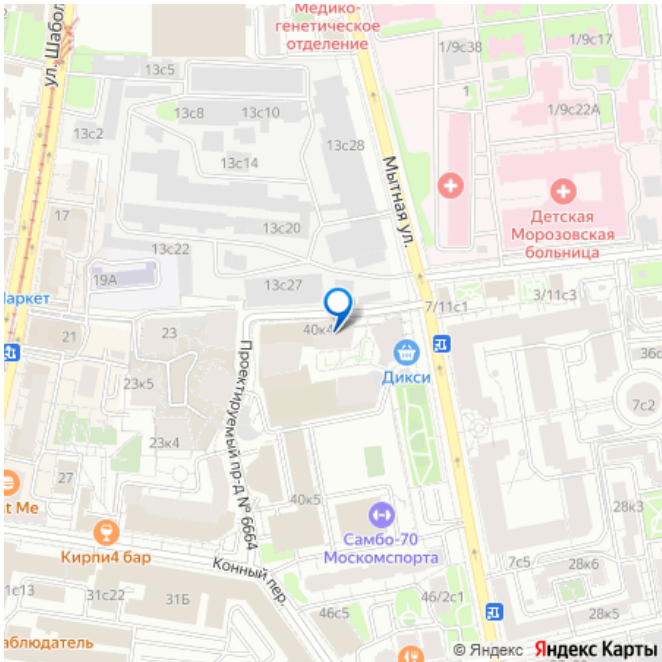 Медико-
генетическое
отделение
ул. Шабол
13с5
1/9с38
1/9с17
13с8
13с10
1
1/9с22А
13с2
13с28
13с14
Мытная ул.
17
13с20
Детская
Морозовская
больница
13с22
19А
13с27
Маркет
7/11с1
3/11с3
21
23
40к4
Дикси
36с
23к5
Проектируемый пр-д № 6664
7с2
23к4
27
40к5
28к3
at Me
Самбо-70
Москомспорта
Кирпи4 бар
Конный пер.
7с5
28к6
31с13
31с22
31Б
46с5
46/2с1
28к5
аблюдатель
© Яндекс Яндекс Карты